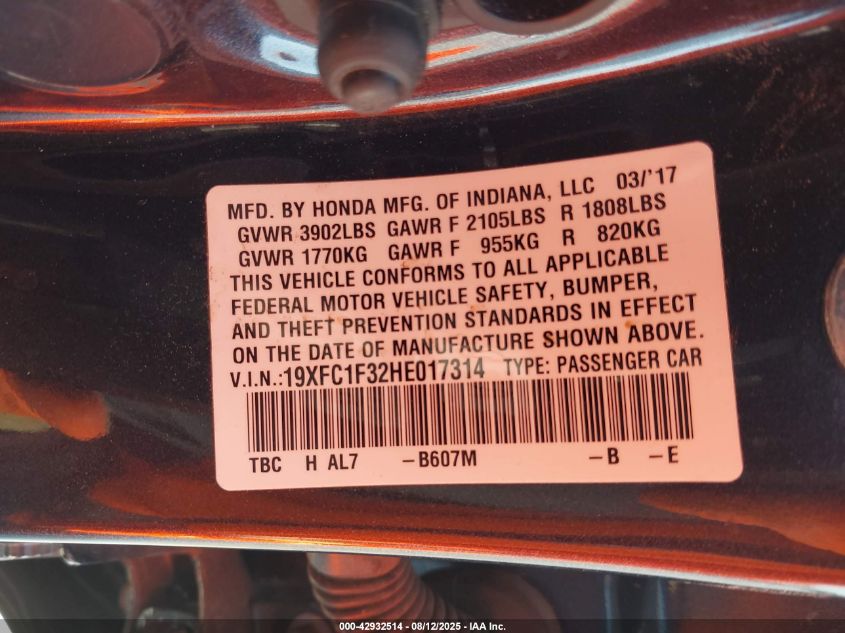 MFD. BY HONDA MFG. OF INDIANA, LLC 03/'17
GVWR 3902LBS GAWR F 2105LBS R 1808LBS
GVWR 1770KG GAWR F 955KG R 820KG
THIS VEHICLE CONFORMS TO ALL APPLICABLE
FEDERAL MOTOR VEHICLE SAFETY, BUMPER,
AND THEFT PREVENTION STANDARDS IN EFFECT
ON THE DATE OF MANUFACTURE SHOWN ABOVE.
V.I.N.:19XFC1F32HE017314 TYPE: PASSENGER CAR
TBC H AL7 –B607M –B –E
000-42932514 - 08/12/2025 - IAA Inc.